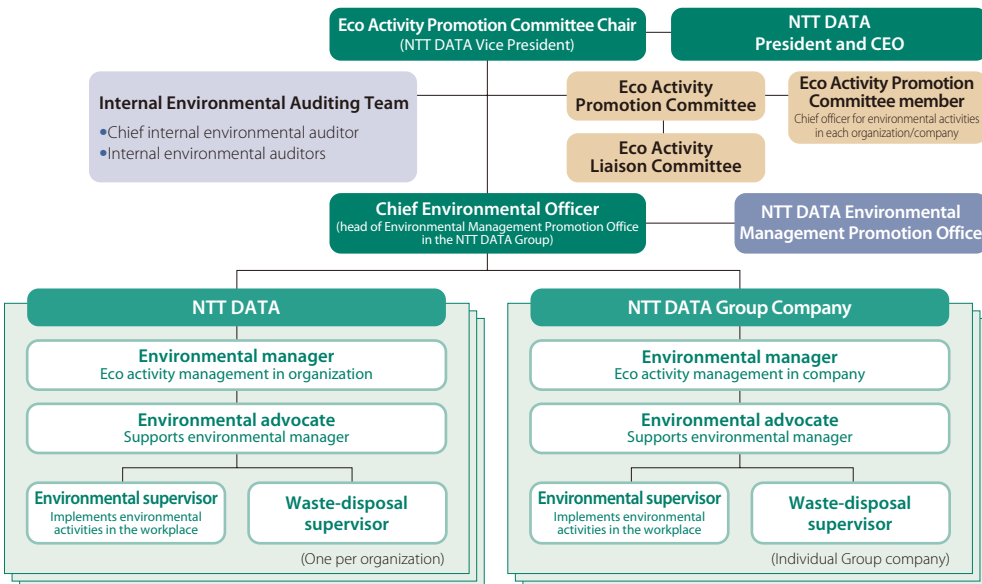 Eco Activity Promotion Committee Chair
(NTT DATA Vice President)
NTT DATA
President and CEO
Internal Environmental Auditing Team
•Chief internal environmental auditor
•Internal environmental auditors
Eco Activity
Promotion Committee
Eco Activity Promotion
Committee member
Chief officer for environmental activities
in each organization/company
Eco Activity
Liaison Committee
Chief Environmental Officer
(head of Environmental Management Promotion Office
in the NTT DATA Group)
NTT DATA Environmental
Management Promotion Office
NTT DATA
Environmental manager
Eco activity management in organization
Environmental advocate
Supports environmental manager
Environmental supervisor
Implements environmental
activities in the workplace
Waste-disposal
supervisor
(One per organization)
NTT DATA Group Company
Environmental manager
Eco activity management in company
Environmental advocate
Supports environmental manager
Environmental supervisor
Implements environmental
activities in the workplace
Waste-disposal
supervisor
(Individual Group company)